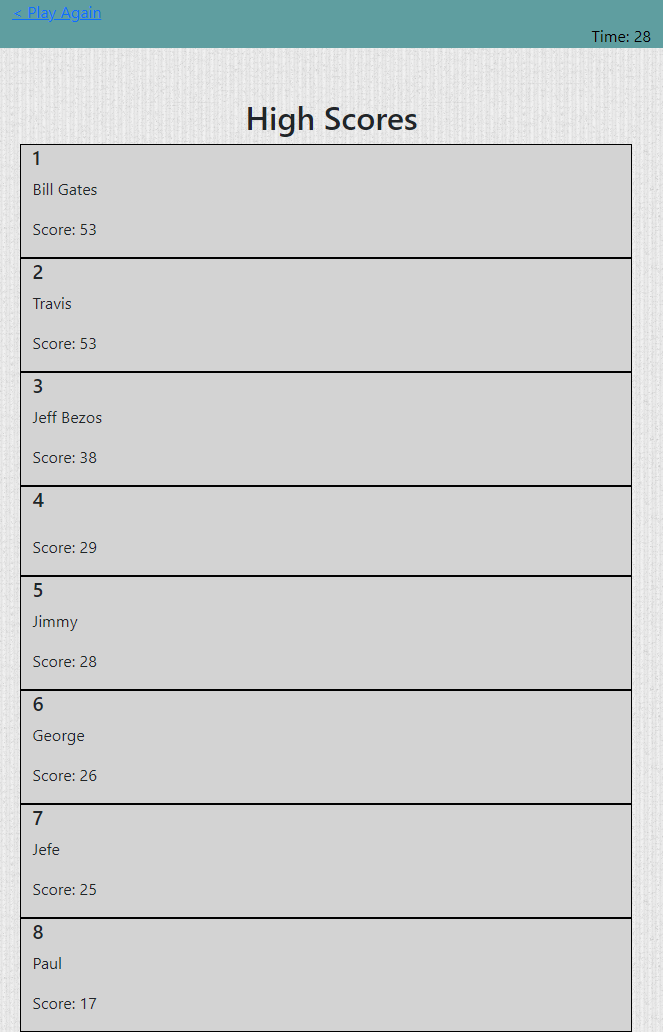 < Play Again
Time: 28
High Scores
1
Bill Gates
Score: 53
2
Travis
Score: 53
3
Jeff Bezos
Score: 38
4
Score: 29
5
Jimmy
Score: 28
6
George
Score: 26
7
Jefe
Score: 25
8
Paul
Score: 17